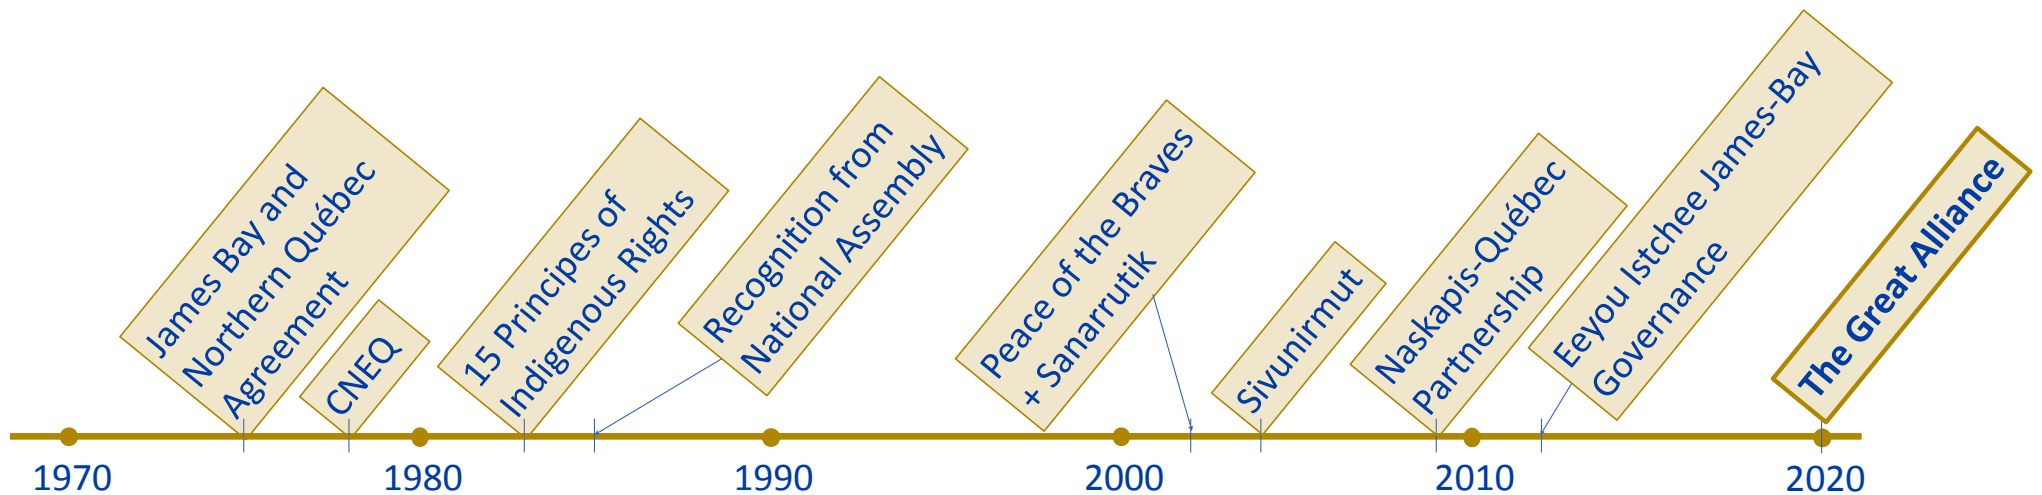 James Bay and
Northern Québec
Agreement
CNEQ
15 Principes of
Indigenous Rights
Recognition from
National Assembly
Peace of the Braves
+ Sanarrutik
Sivunirmut
Naskapis-Québec
Partnership
Eeyou Istchee James-Bay
Governance
The Great Alliance
1970
1980
1990
2000
2010
2020